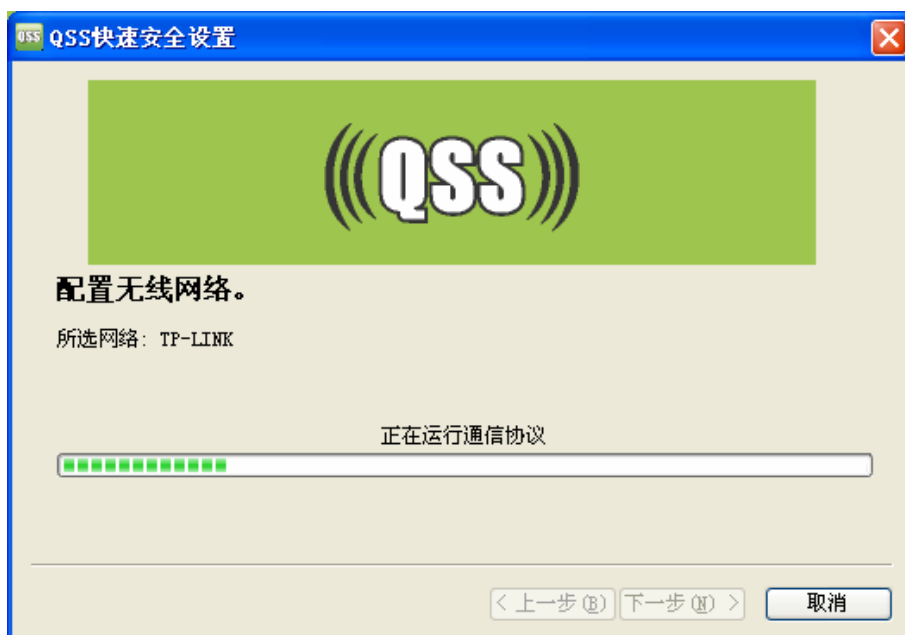 QSS QSS快速安全设置
(((QSS)))
配置无线网络。
所选网络: TP-LINK
正在运行通信协议
< 上一步(B) 下一步(N) > 取消